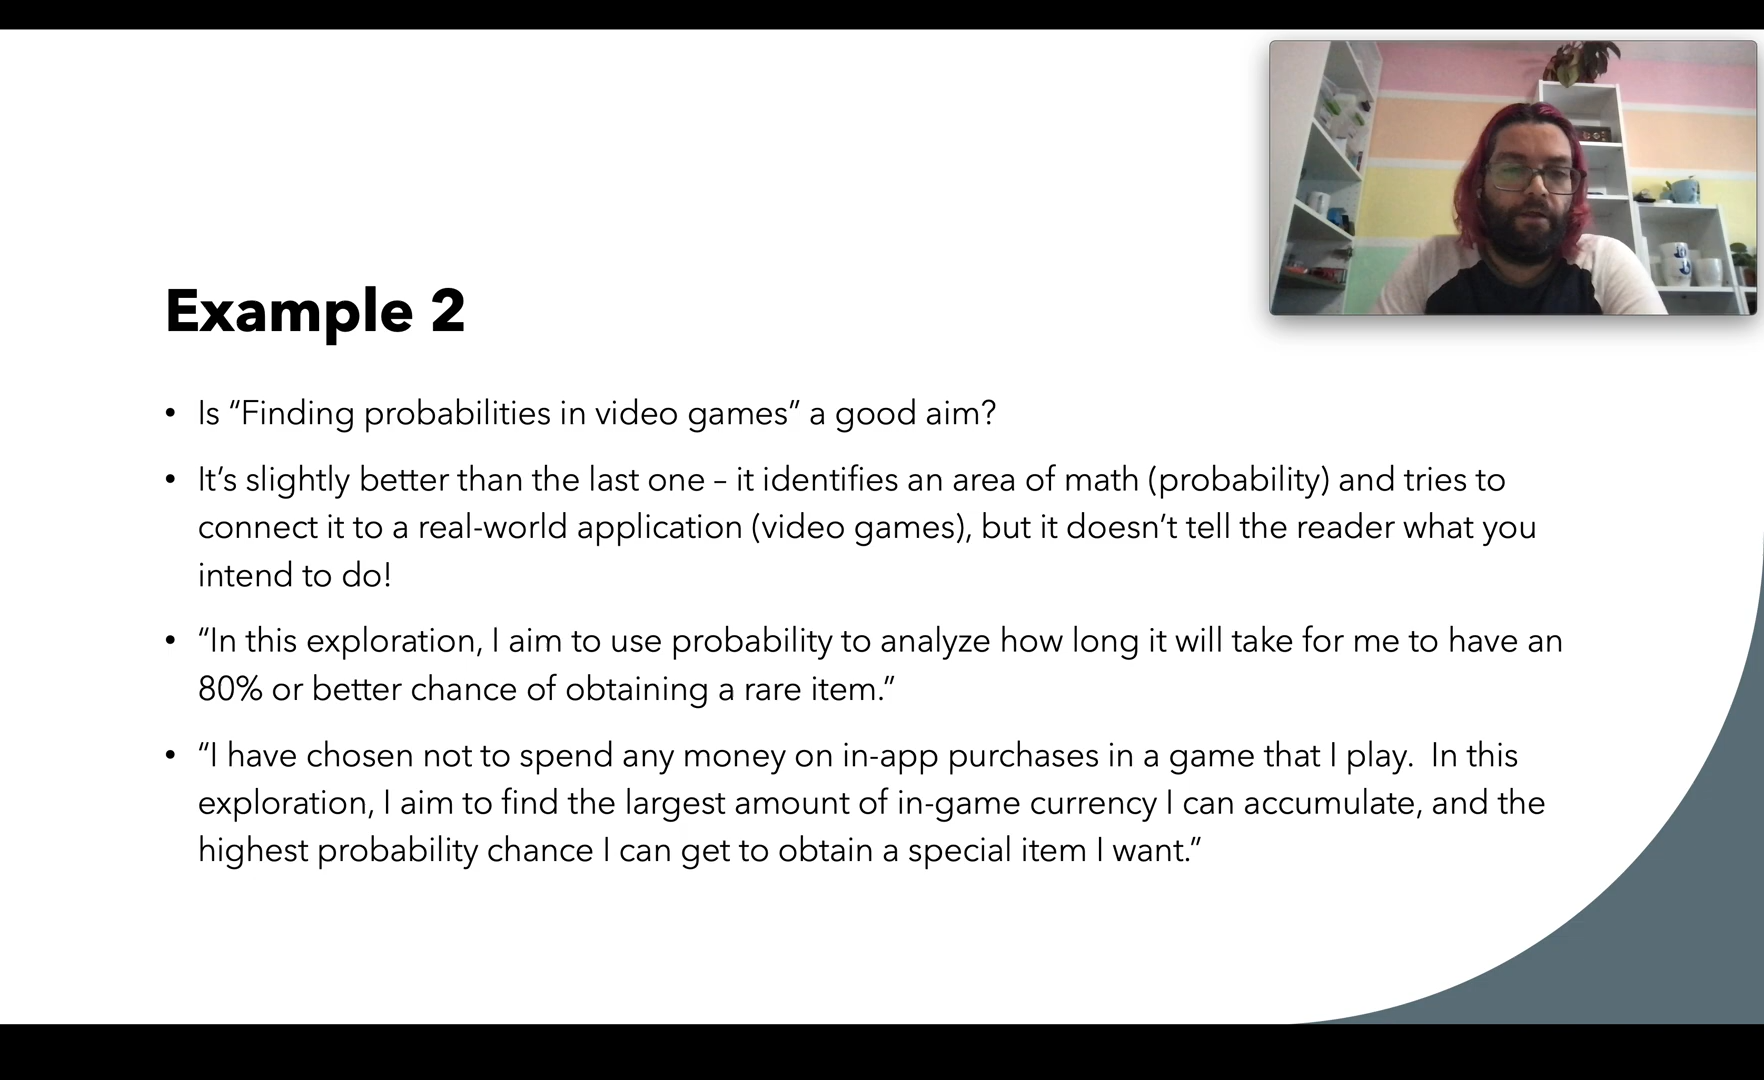 Example 2
• Is “Finding probabilities in video games” a good aim?
• It’s slightly better than the last one – it identifies an area of math (probability) and tries to
connect it to a real-world application (video games), but it doesn’t tell the reader what you
intend to do!
• “In this exploration, I aim to use probability to analyze how long it will take for me to have an
80% or better chance of obtaining a rare item.”
• “I have chosen not to spend any money on in-app purchases in a game that I play.  In this
exploration, I aim to find the largest amount of in-game currency I can accumulate, and the
highest probability chance I can get to obtain a special item I want.”